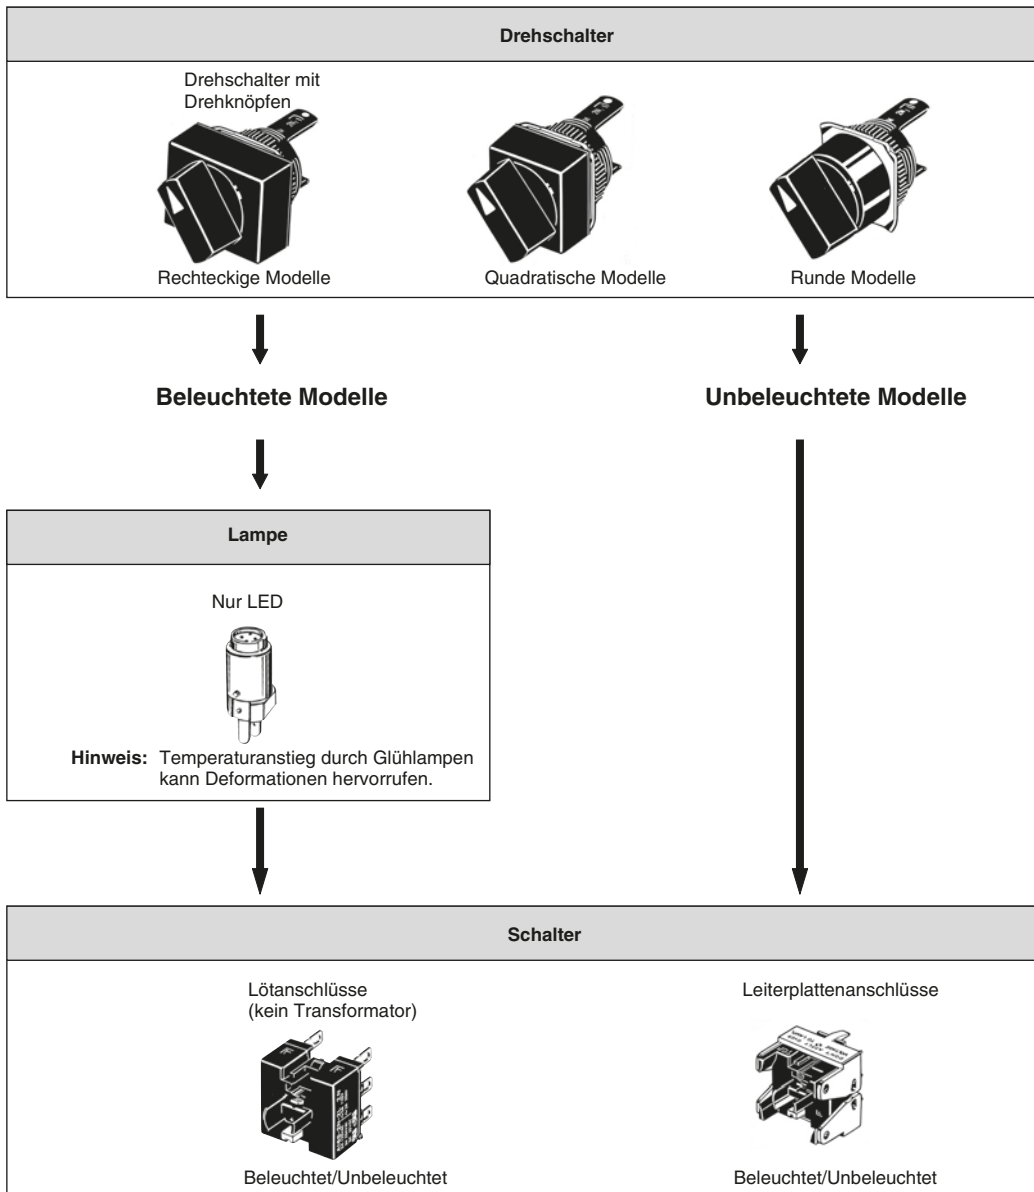 Drehschalter
Drehschalter mit
Drehknöpfen
Rechteckige Modelle
Quadratische Modelle
Runde Modelle
Beleuchtete Modelle
Unbeleuchtete Modelle
Lampe
Nur LED
Hinweis: Temperaturanstieg durch Glühlampen
kann Deformationen hervorrufen.
Schalter
Lötanschlüsse
(kein Transformator)
Leiterplattenanschlüsse
Beleuchtet/Unbeleuchtet
Beleuchtet/Unbeleuchtet